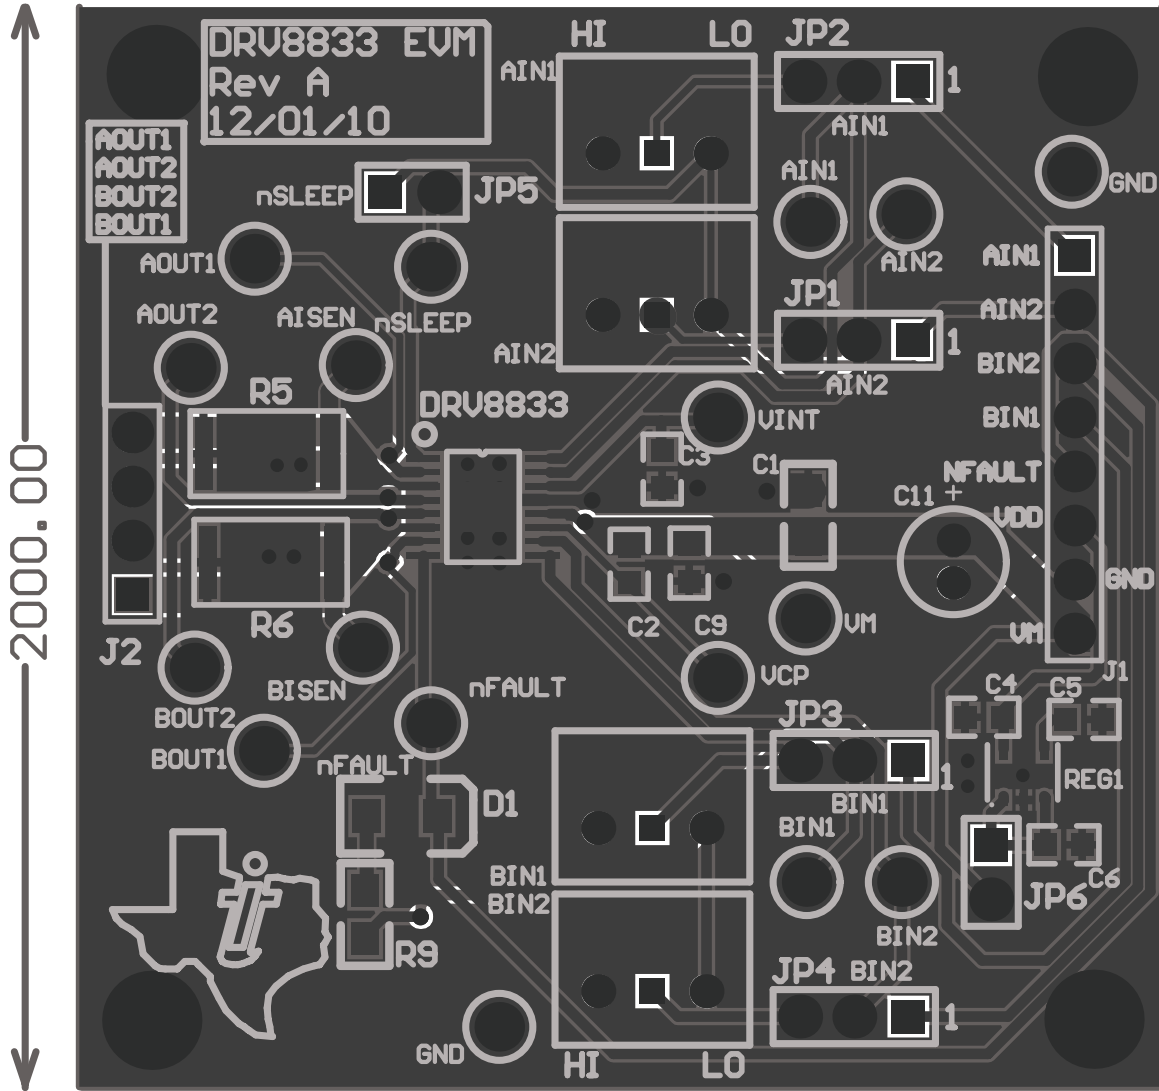 DRV8833 EVM
Rev A
12/01/10
HI
LO
JP2
AIN1
1
AIN1
AOUT1
AOUT2
BOUT2
BOUT1
nSLEEP
JP5
AIN1
GND
AOUT1
AIN2
AIN1
AOUT2
AISEN
nSLEEP
JP1
AIN2
AIN2
1
BIN2
AIN2
R5
DRV8833
VINT
BIN1
C3
C1
NFAULT
C11
+
VDD
2000.00
GND
R6
C2
C9
VM
VM
J2
BISEN
nFAULT
VCP
J1
C4
C5
BOUT2
JP3
BOUT1
nFAULT
1
REG1
D1
BIN1
BIN1
BIN1
BIN2
C6
JP6
R9
BIN2
JP4
BIN2
1
GND
HI
LO